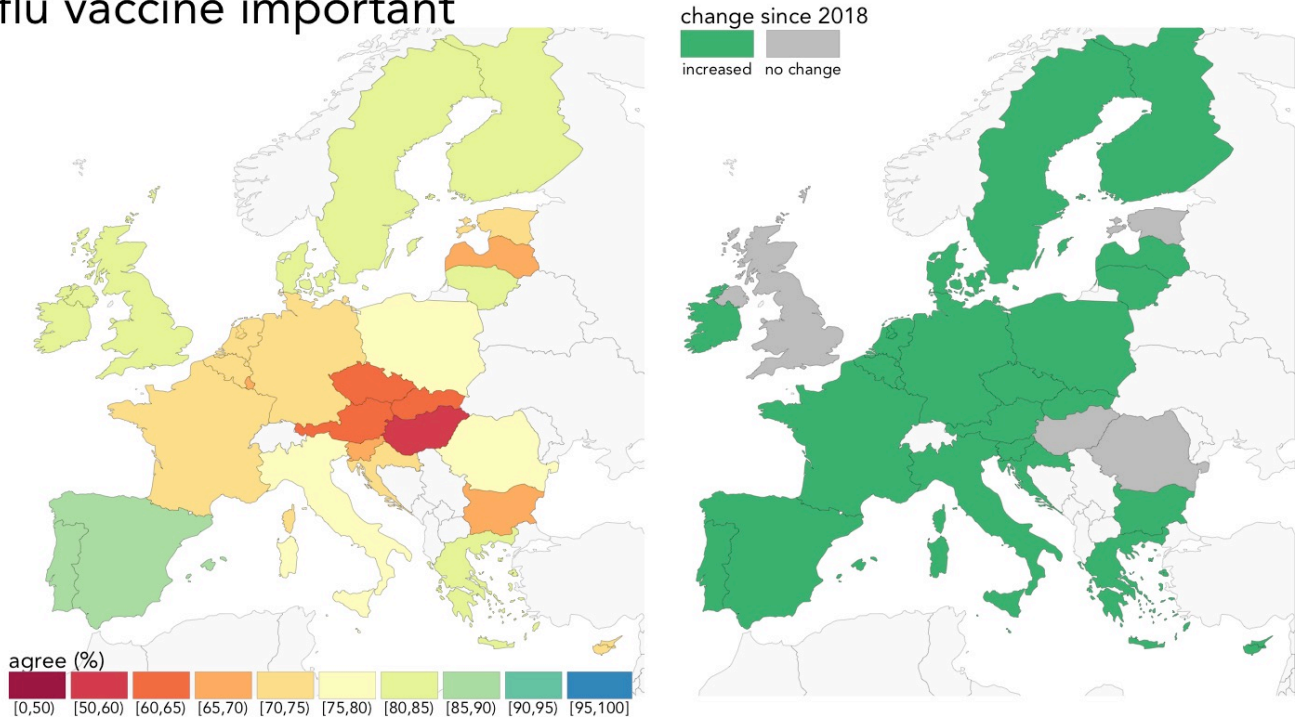 flu vaccine important
change since 2018
increased no change
agree (%)
[0,50) [50,60) [60,65) [65,70) [70,75) [75,80) [80,85) [85,90) [90,95) [95,100]